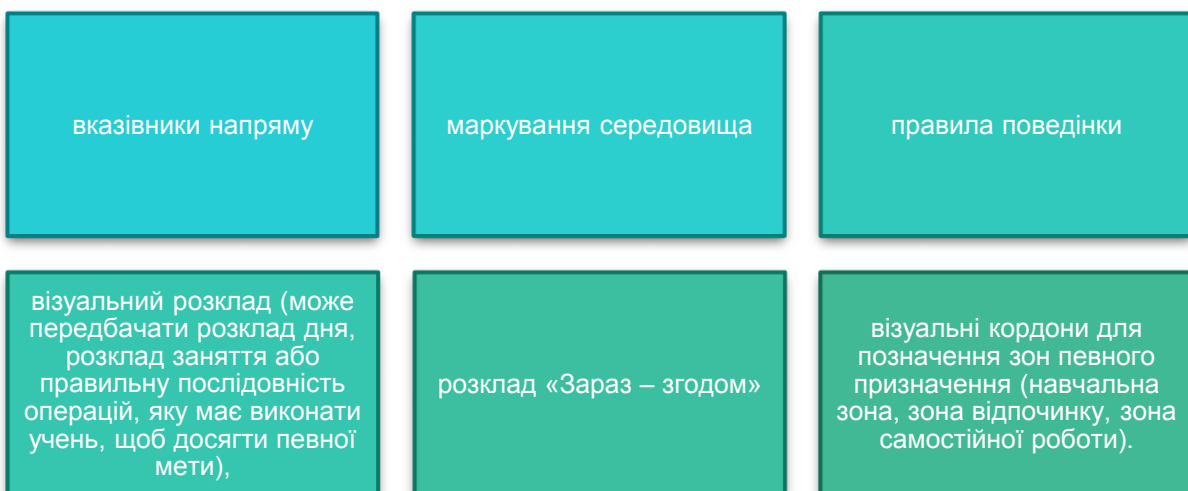 вказівники напряму
маркування середовища
правила поведінки
візуальний розклад (може
передбачати розклад дня,
розклад заняття або
правильну послідовність
операцій, яку має виконати
учень, щоб досягти певної
мети),
розклад «Зараз – згодом»
візуальні кордони для
позначення зон певного
призначення (навчальна
зона, зона відпочинку, зона
самостійної роботи).